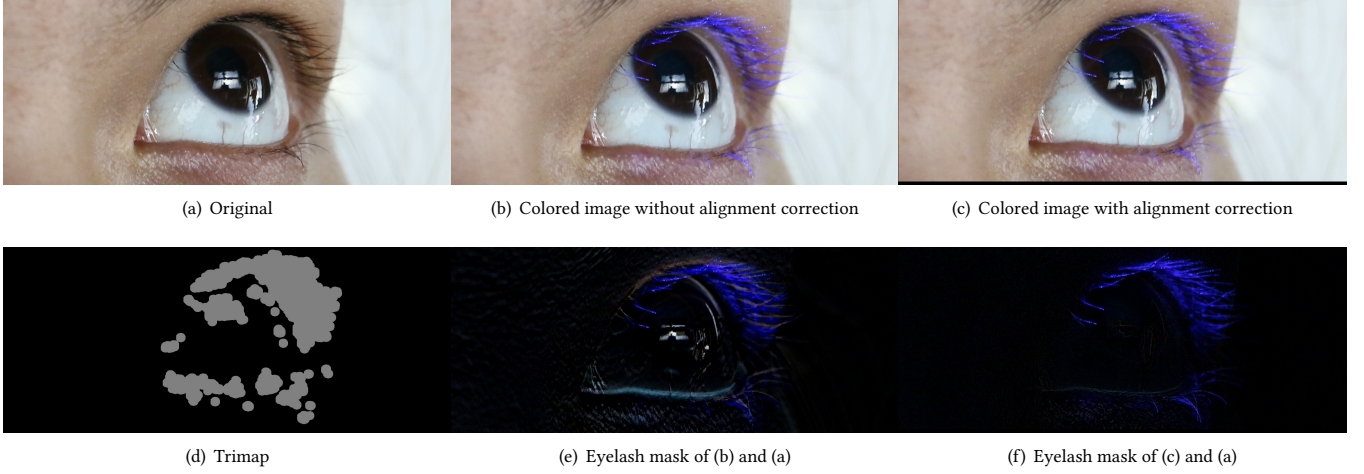 (a) Original
(b) Colored image without alignment correction
(c) Colored image with alignment correction
(d) Trimap
(e) Eyelash mask of (b) and (a)
(f) Eyelash mask of (c) and (a)